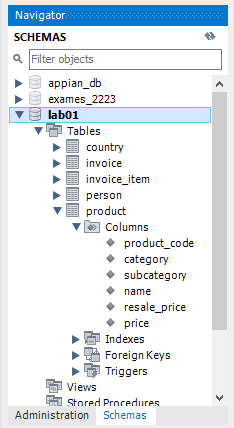 Navigator
SCHEMAS
Filter objects
appian_db
exames_2223
lab01
Tables
country
invoice
invoice_item
person
product
Columns
product_code
category
subcategory
name
resale_price
price
Indexes
Foreign Keys
Triggers
Views
Stored Procedures
Administration Schemas